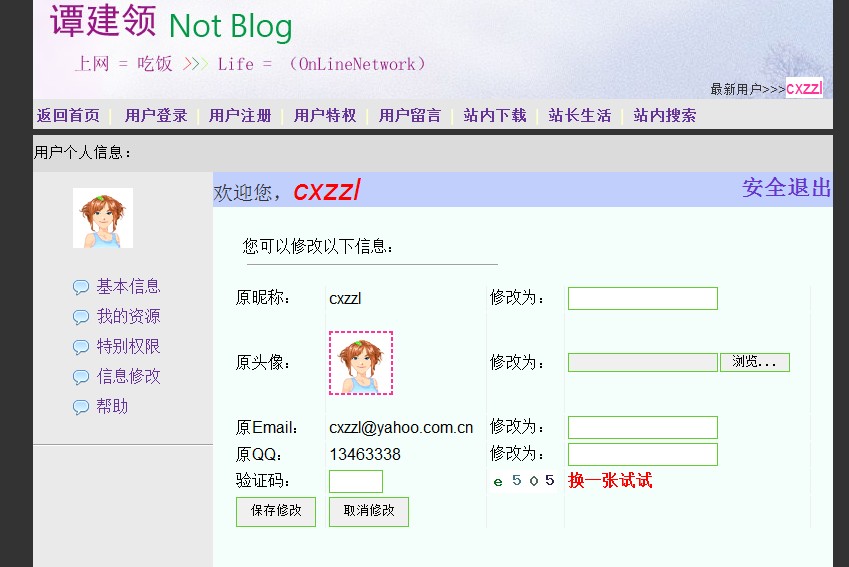 谭建领 Not Blog
上网 = 吃饭 >>> Life = （OnLineNetwork）
最新用户>>>cxzzl
返回首页 | 用户登录 | 用户注册 | 用户特权 | 用户留言 | 站内下载 | 站长生活 | 站内搜索
用户个人信息：
欢迎您，cxzzl 安全退出
基本信息
我的资源
特别权限
信息修改
帮助
您可以修改以下信息：
原昵称： cxzzl 修改为：
原头像： 修改为： 浏览...
原Email： cxzzl@yahoo.com.cn 修改为：
原QQ： 13463338 修改为：
验证码： e 5 0 5 换一张试试
保存修改 取消修改